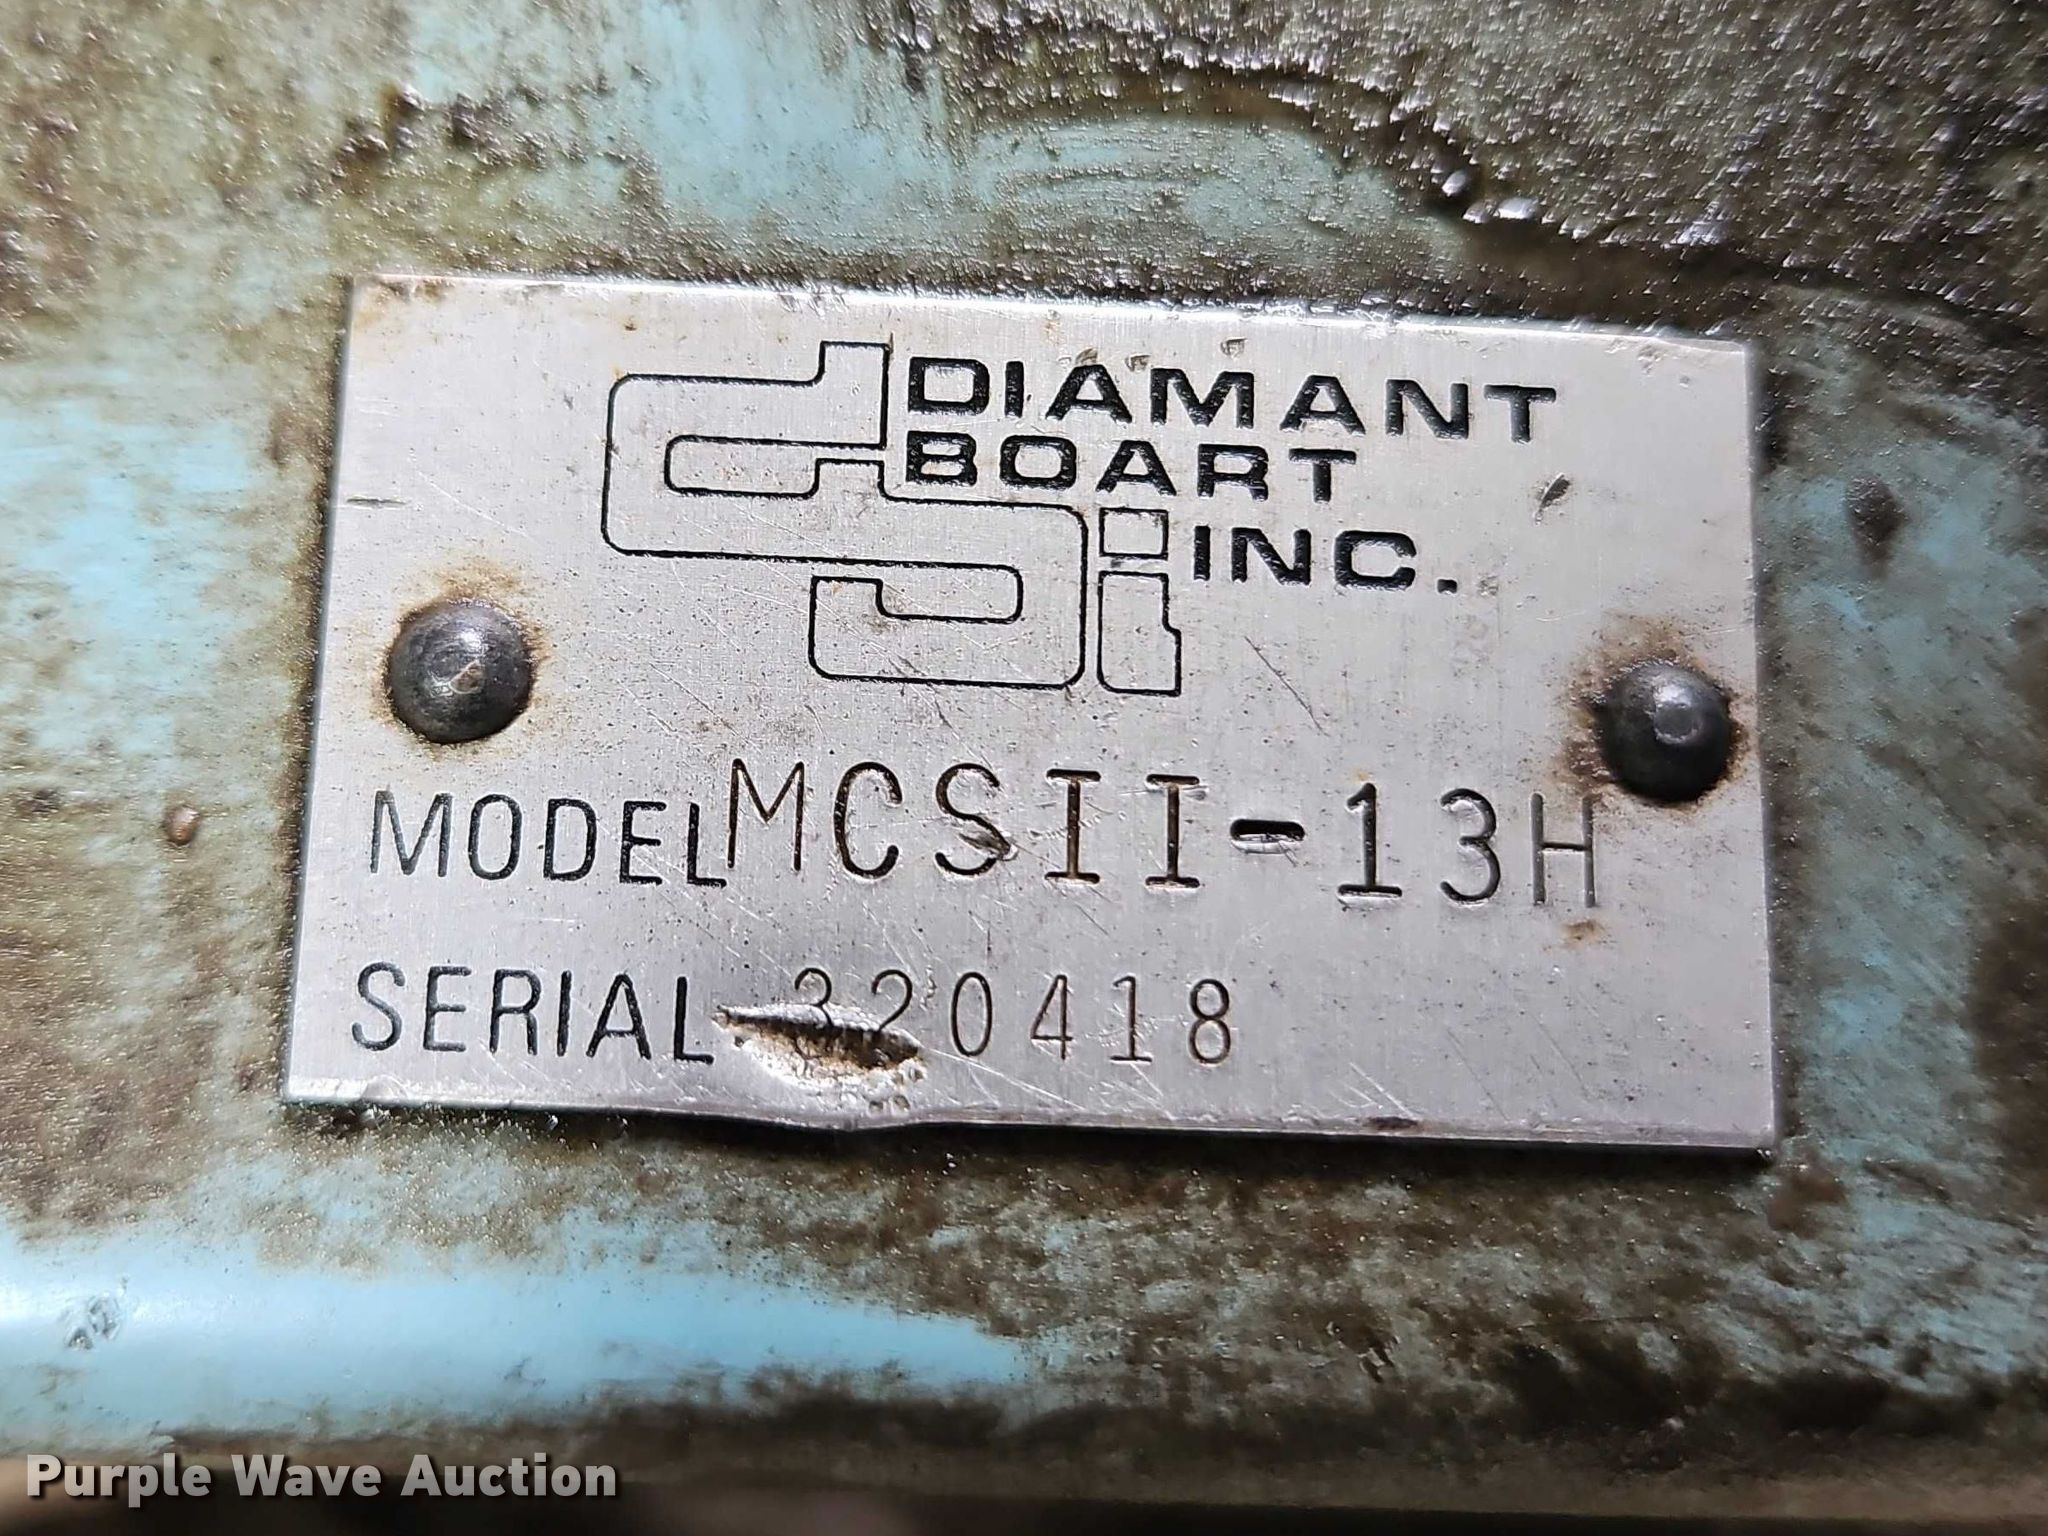 DIAMANT
BOART
INC.
MODEL MCSII-13H
SERIAL 320418
Purple Wave Auction